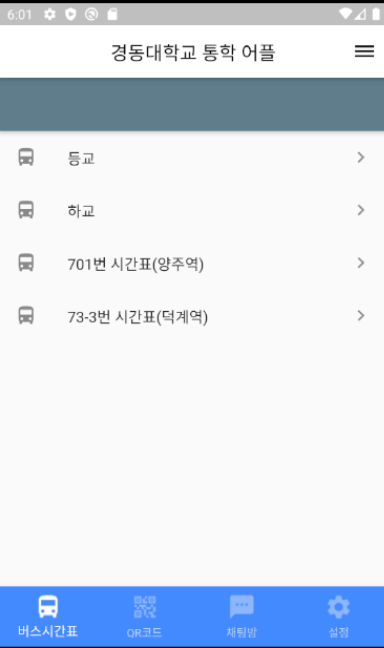 6:01
경동대학교 통학 어플
등교
하교
701번 시간표(양주역)
73-3번 시간표(덕계역)
버스시간표
QR코드
채팅방
설정